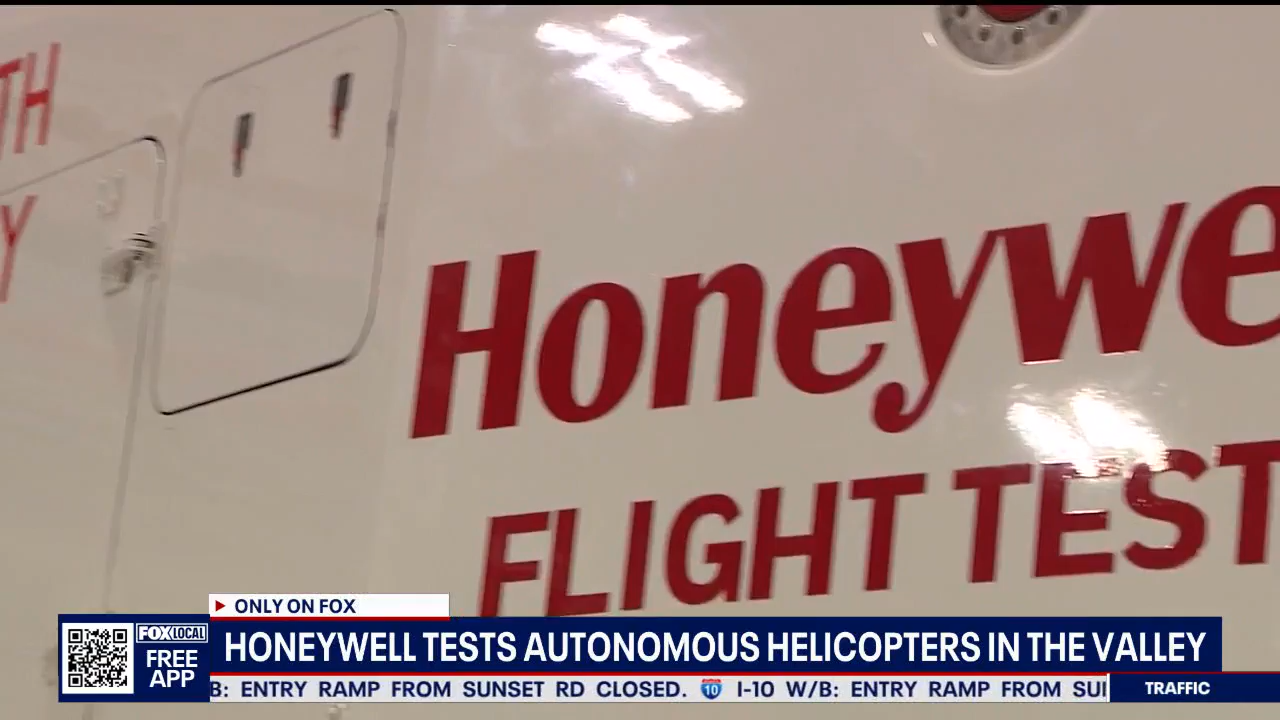 TH
Y
Honeywe
FLIGHT TEST
ONLY ON FOX
HONEYWELL TESTS AUTONOMOUS HELICOPTERS IN THE VALLEY
FOX LOCAL
FREE
APP
B: ENTRY RAMP FROM SUNSET RD CLOSED. 10 I-10 W/B: ENTRY RAMP FROM SU
TRAFFIC